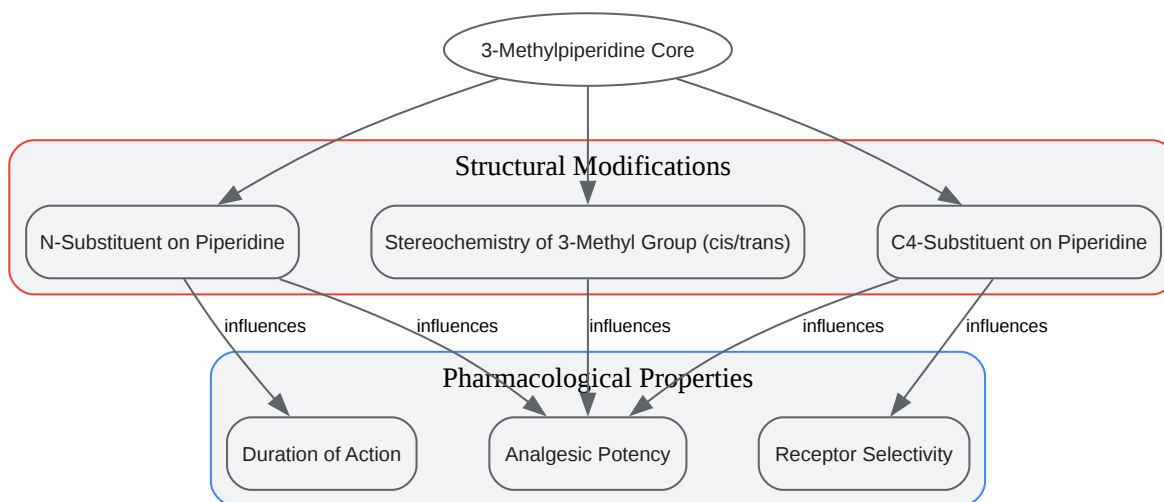 3-Methylpiperidine Core
Structural Modifications
N-Substituent on Piperidine
Stereochemistry of 3-Methyl Group (cis/trans)
C4-Substituent on Piperidine
influences
influences
influences
influences
influences
Pharmacological Properties
Duration of Action
Analgesic Potency
Receptor Selectivity